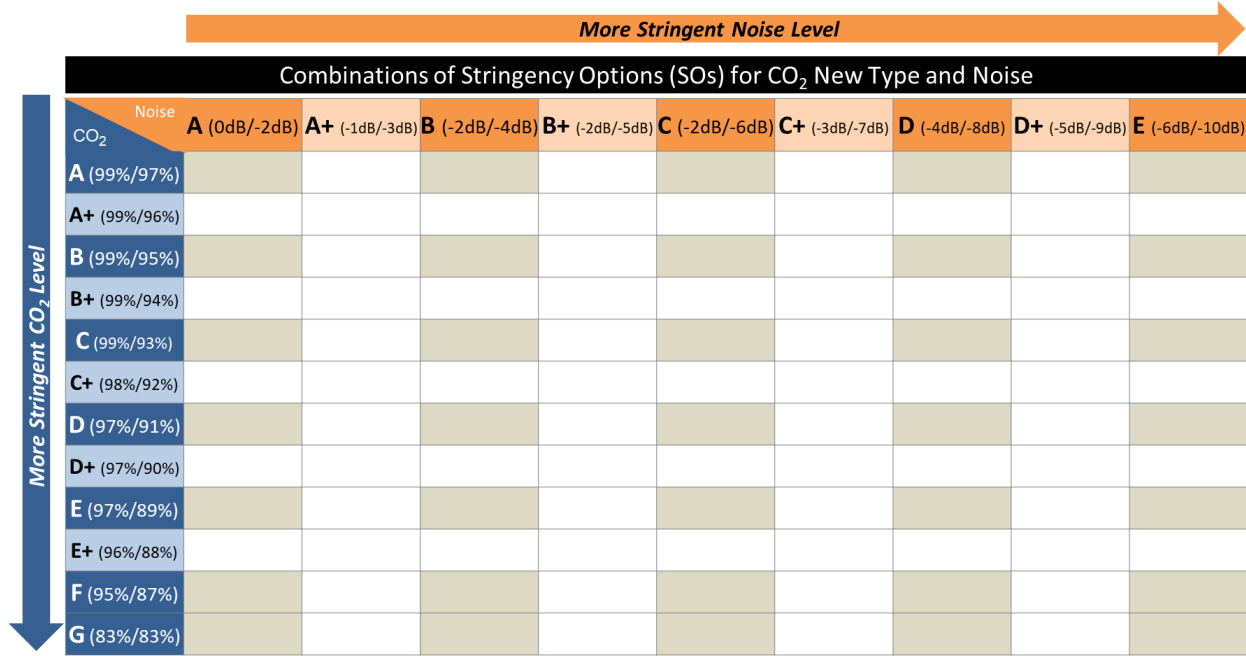 More Stringent Noise Level
Combinations of Stringency Options (SOs) for CO₂ New Type and Noise
Noise
CO₂
A (0dB/-2dB) A+ (-1dB/-3dB) B (-2dB/-4dB) B+ (-2dB/-5dB) C (-2dB/-6dB) C+ (-3dB/-7dB) D (-4dB/-8dB) D+ (-5dB/-9dB) E (-6dB/-10dB)
More Stringent CO₂ Level
A (99%/97%)
A+ (99%/96%)
B (99%/95%)
B+ (99%/94%)
C (99%/93%)
C+ (98%/92%)
D (97%/91%)
D+ (97%/90%)
E (97%/89%)
E+ (96%/88%)
F (95%/87%)
G (83%/83%)